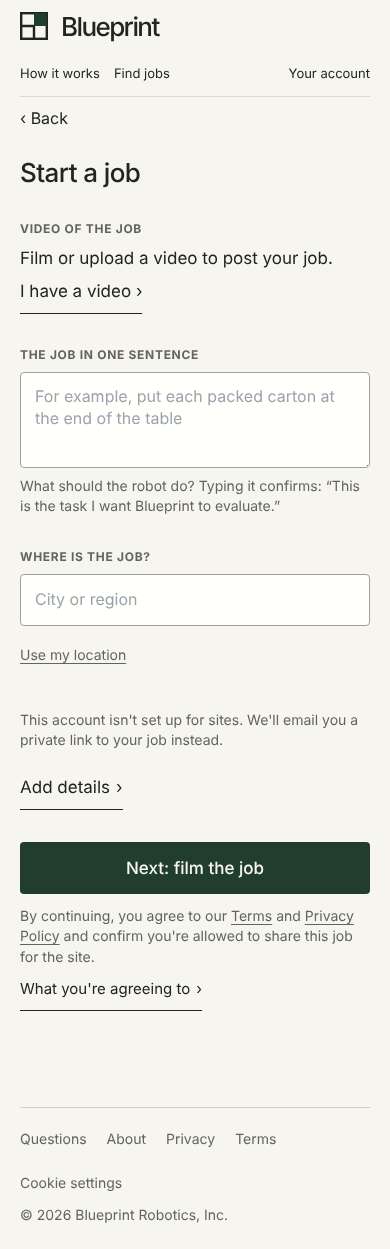 Blueprint
How it works Find jobs Your account
‹ Back
Start a job
VIDEO OF THE JOB
Film or upload a video to post your job.
I have a video ›
THE JOB IN ONE SENTENCE
For example, put each packed carton at
the end of the table
What should the robot do? Typing it confirms: “This
is the task I want Blueprint to evaluate.”
WHERE IS THE JOB?
City or region
Use my location
This account isn't set up for sites. We'll email you a
private link to your job instead.
Add details ›
Next: film the job
By continuing, you agree to our Terms and Privacy
Policy and confirm you're allowed to share this job
for the site.
What you're agreeing to ›
Questions About Privacy Terms
Cookie settings
© 2026 Blueprint Robotics, Inc.